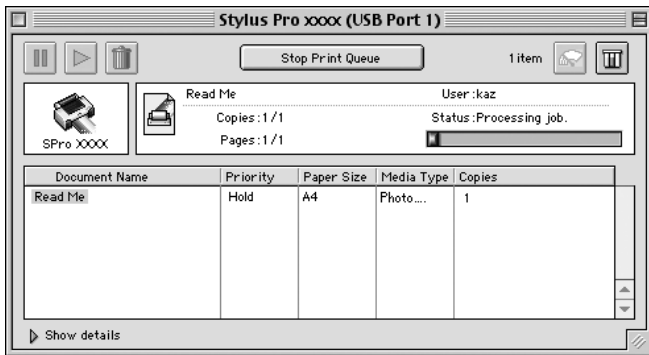 Stylus Pro xxxx (USB Port 1)
Stop Print Queue
1 item
Read Me
User :kaz
Copies :1 /1
Status :Processing job.
Pages :1 /1
SPro XXXX
Document Name Priority Paper Size Media Type Copies
Read Me Hold A4 Photo.... 1
Show details